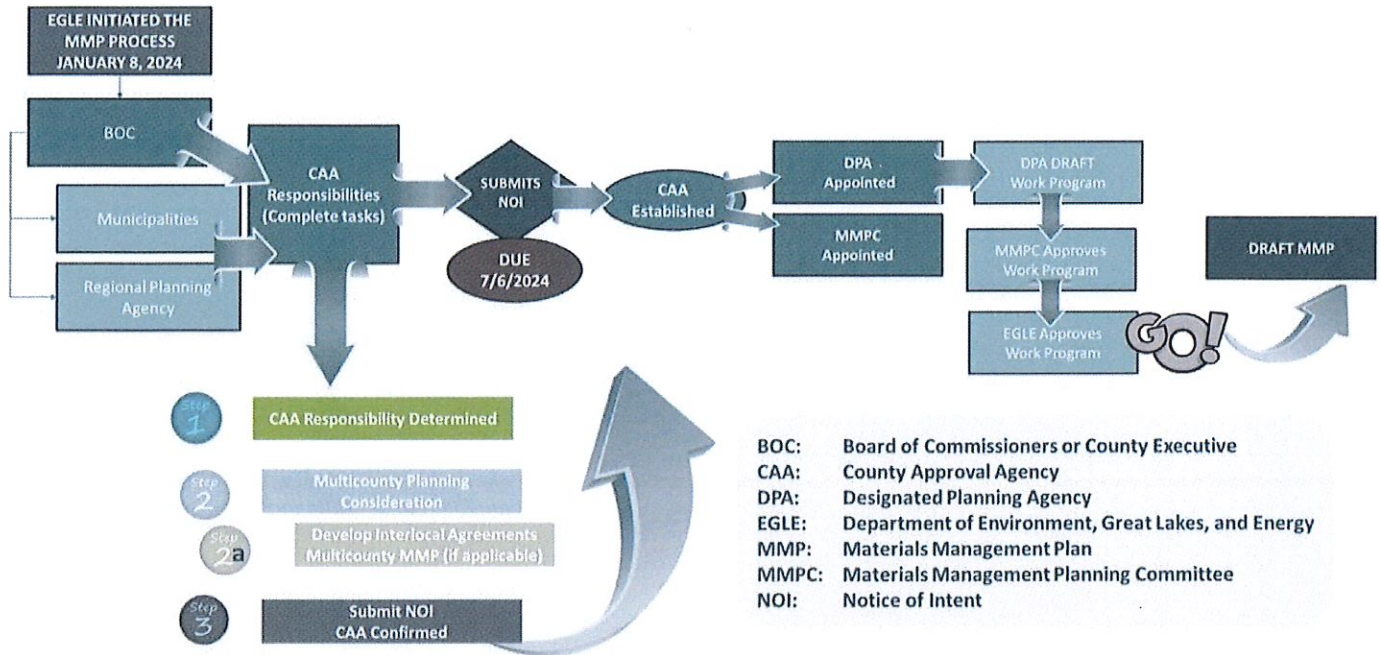 EGLE INITIATED THE
MMP PROCESS
JANUARY 8, 2024
BOC
Municipalities
Regional Planning
Agency
CAA
Responsibilities
(Complete tasks)
SUBMITS
NOI
DUE
7/6/2024
CAA
Established
DPA
Appointed
MMPC
Appointed
DPA DRAFT
Work Program
MMPC Approves
Work Program
EGLE Approves
Work Program
GO!
DRAFT MMP
Step
1
CAA Responsibility Determined
Step
2
Multicounty Planning
Consideration
Step
2a
Develop Interlocal Agreements
Multicounty MMP (if applicable)
Step
3
Submit NOI
CAA Confirmed
BOC: Board of Commissioners or County Executive
CAA: County Approval Agency
DPA: Designated Planning Agency
EGLE: Department of Environment, Great Lakes, and Energy
MMP: Materials Management Plan
MMPC: Materials Management Planning Committee
NOI: Notice of Intent